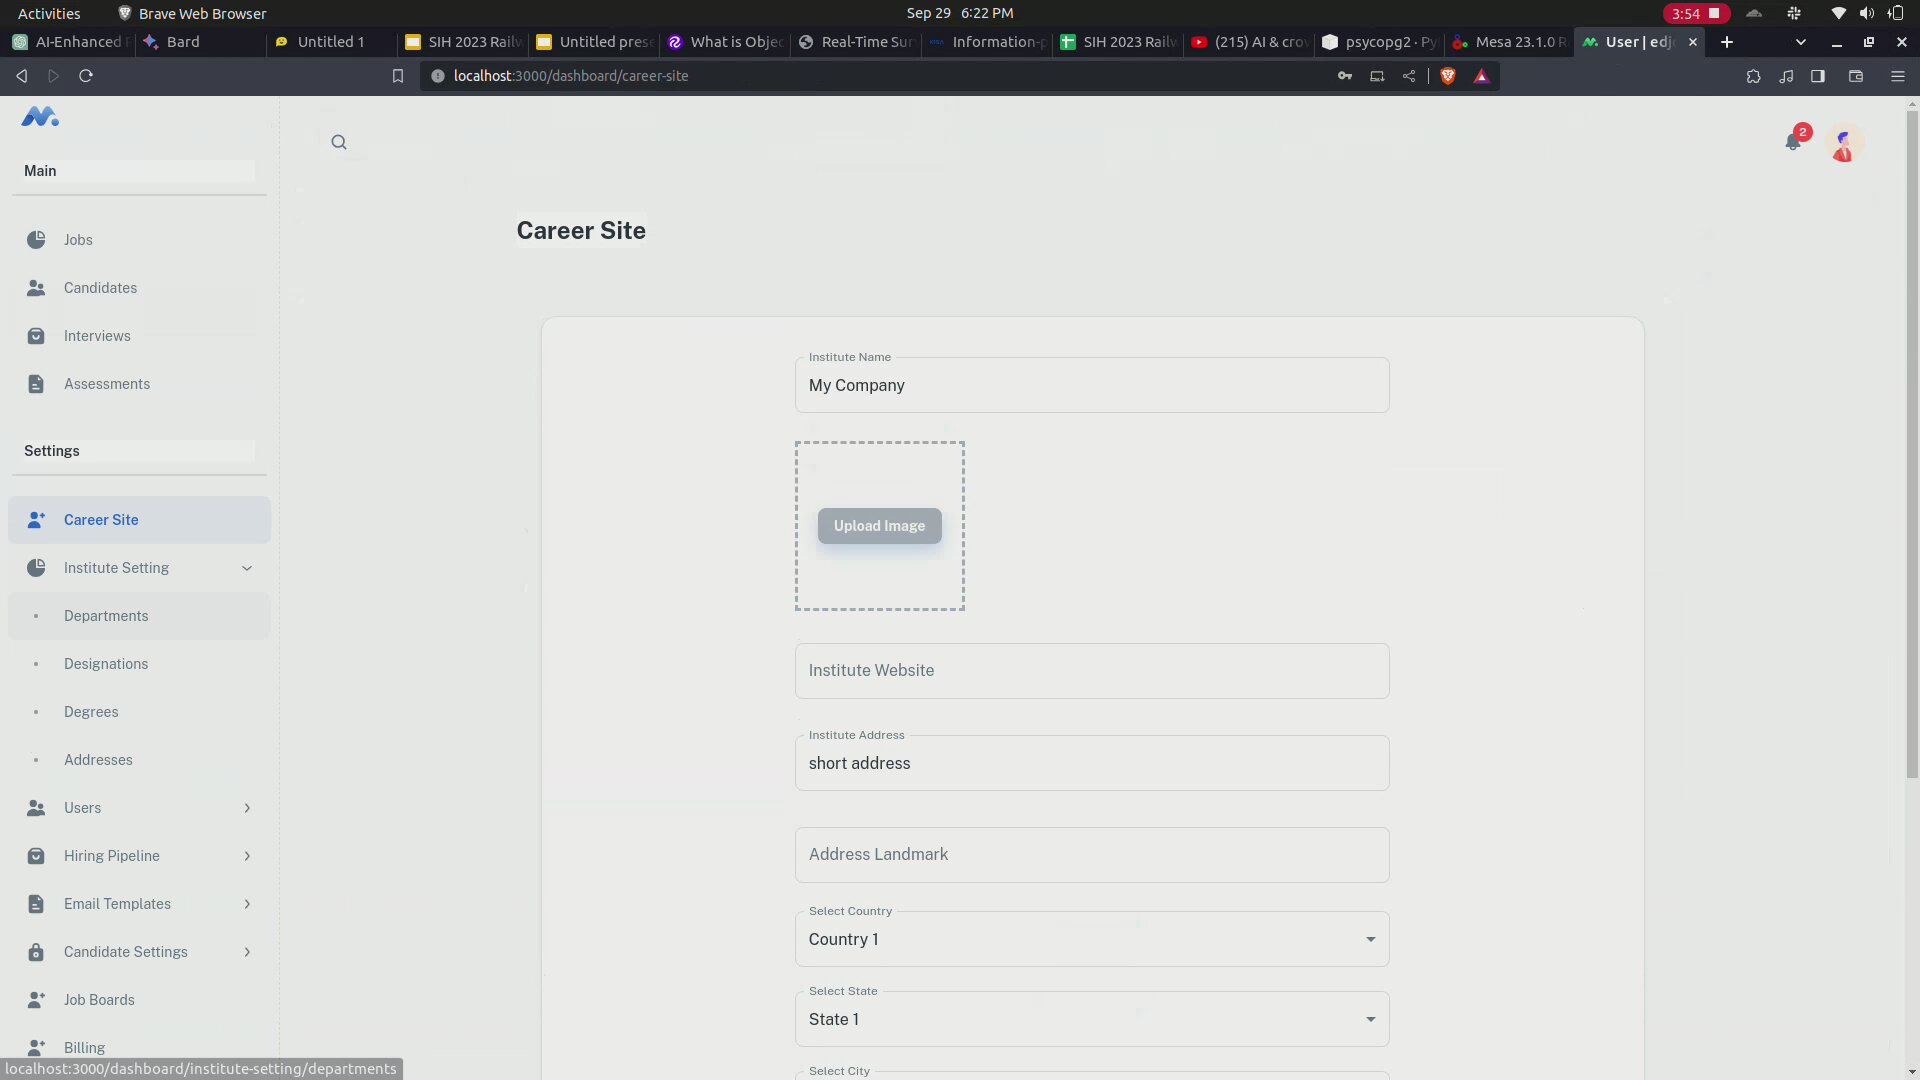 Activities
Brave Web Browser
Sep 29 6:22 PM
3:54
AI-Enhanced
Bard
Untitled 1
SIH 2023 Railw
Untitled prese
What is Objec
Real-Time Sur
Information-p
SIH 2023 Railw
(215) AI & crow
psycopg2 · Py
Mesa 23.1.0 R
User | edjo
localhost:3000/dashboard/career-site
2
Main
Jobs
Candidates
Interviews
Assessments
Settings
Career Site
Institute Setting
Departments
Designations
Degrees
Addresses
Users
Hiring Pipeline
Email Templates
Candidate Settings
Job Boards
Billing
Career Site
Institute Name
My Company
Upload Image
Institute Website
Institute Address
short address
Address Landmark
Select Country
Country 1
Select State
State 1
Select City
localhost:3000/dashboard/institute-setting/departments